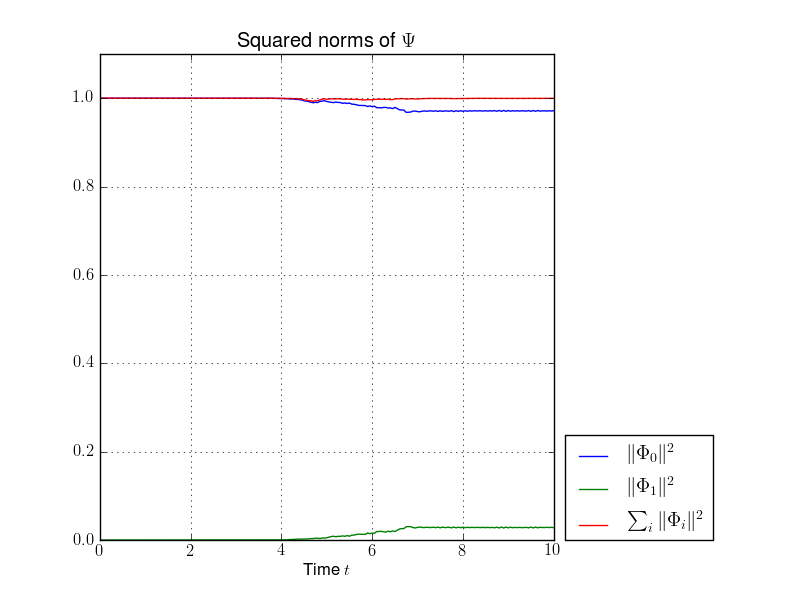 Squared norms of Ψ
1.0
0.8
0.6
0.4
0.2
0.0
0 2 4 6 8 10
Time t
‖Φ₀‖²
‖Φ₁‖²
∑ᵢ ‖Φᵢ‖²